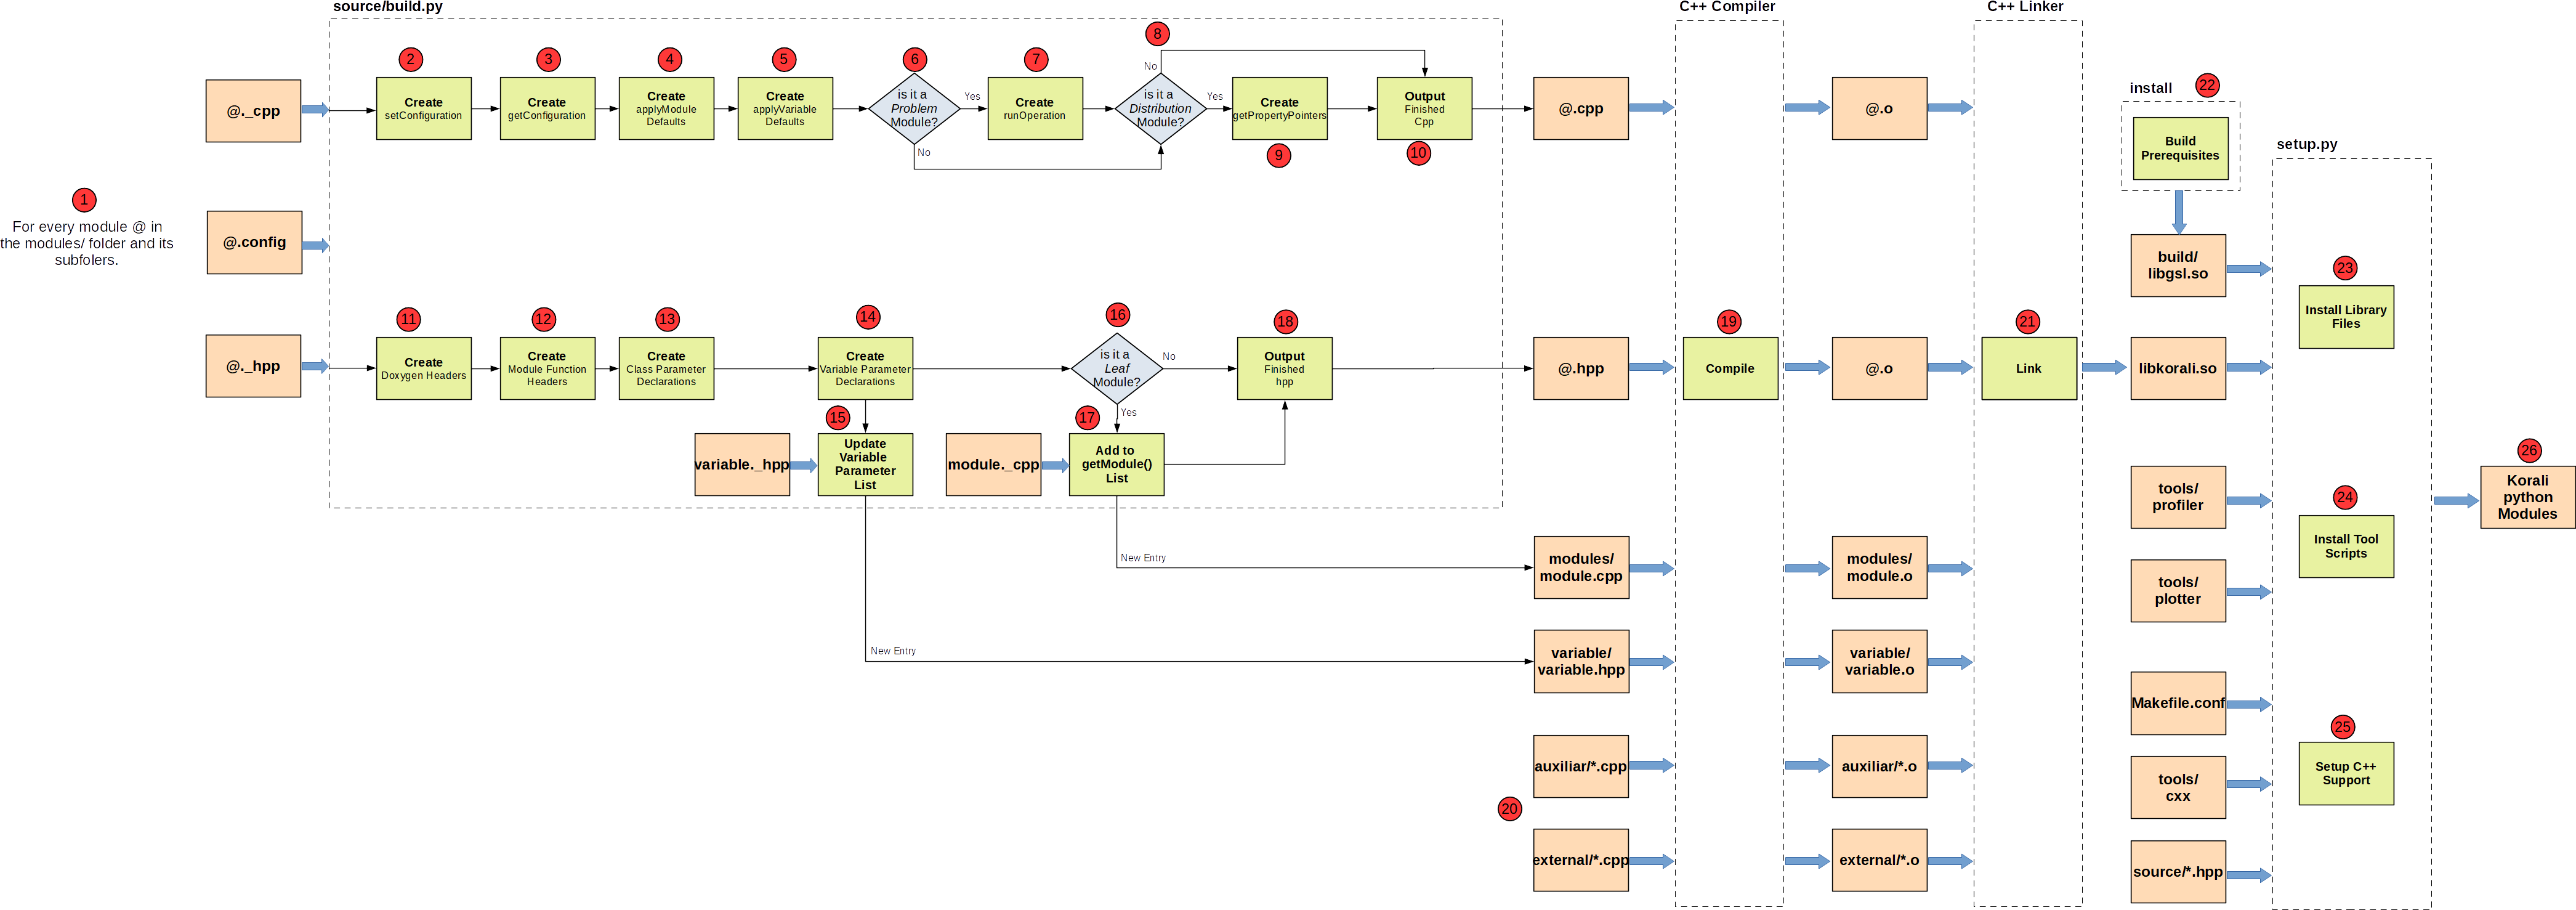 source/build.py
C++ Compiler
C++ Linker
1
For every module @ in
the modules/ folder and its
subfolers.
@._cpp
@.config
@._hpp
2
Create
setConfiguration
3
Create
getConfiguration
4
Create
applyModule
Defaults
5
Create
applyVariable
Defaults
6
is it a
Problem
Module?
Yes
No
7
Create
runOperation
8
No
is it a
Distribution
Module?
Yes
Create
getPropertyPointers
9
Output
Finished
Cpp
10
11
Create
Doxygen Headers
12
Create
Module Function
Headers
13
Create
Class Parameter
Declarations
14
Create
Variable Parameter
Declarations
15
variable._hpp
Update
Variable
Parameter
List
16
is it a
Leaf
Module?
No
Yes
17
module._cpp
Add to
getModule()
List
18
Output
Finished
hpp
New Entry
New Entry
@.cpp
@.hpp
modules/
module.cpp
variable/
variable.hpp
auxiliar/*.cpp
20
external/*.cpp
19
Compile
@.o
@.o
modules/
module.o
variable/
variable.o
auxiliar/*.o
external/*.o
21
Link
install
22
Build
Prerequisites
build/
libgsl.so
libkorali.so
tools/
profiler
tools/
plotter
Makefile.conf
tools/
cxx
source/*.hpp
setup.py
23
Install Library
Files
24
Install Tool
Scripts
25
Setup C++
Support
26
Korali
python
Modules